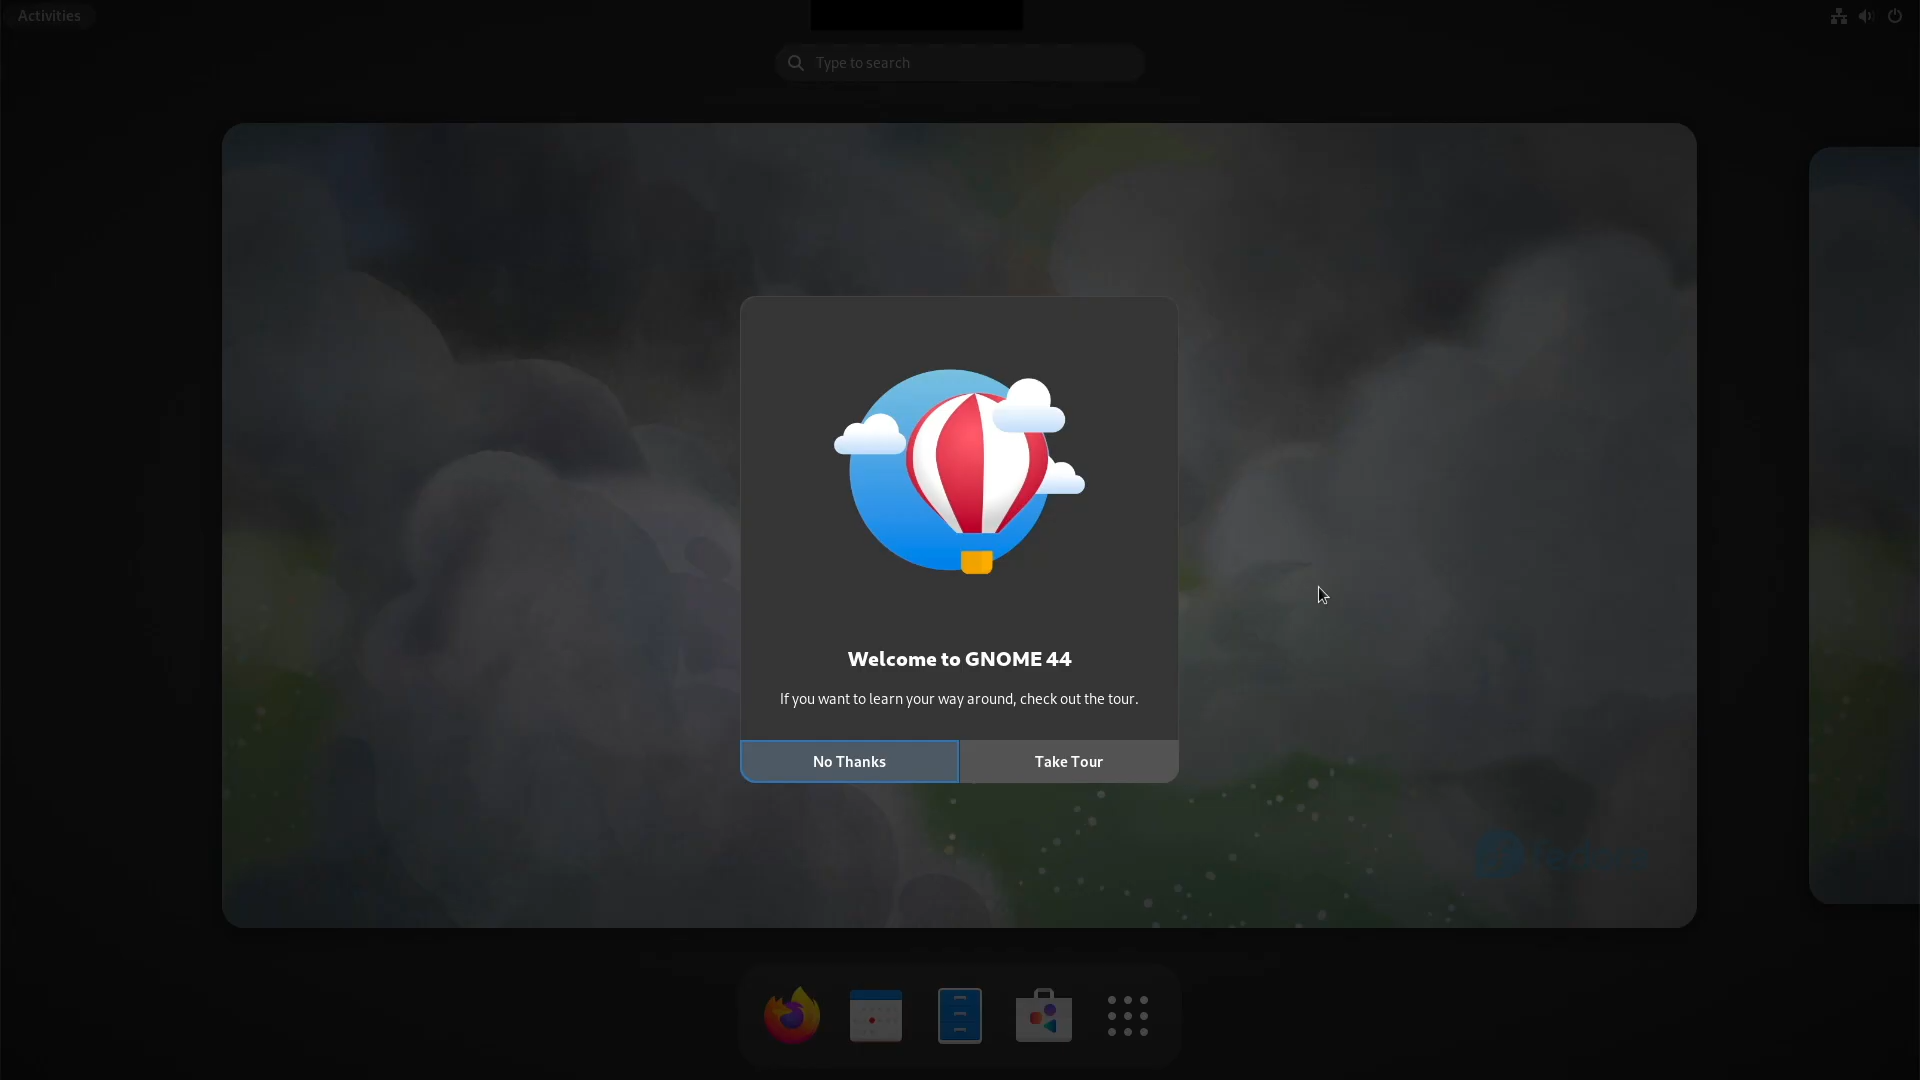 Activities
Type to search
Welcome to GNOME 44
If you want to learn your way around, check out the tour.
No Thanks
Take Tour
fedora